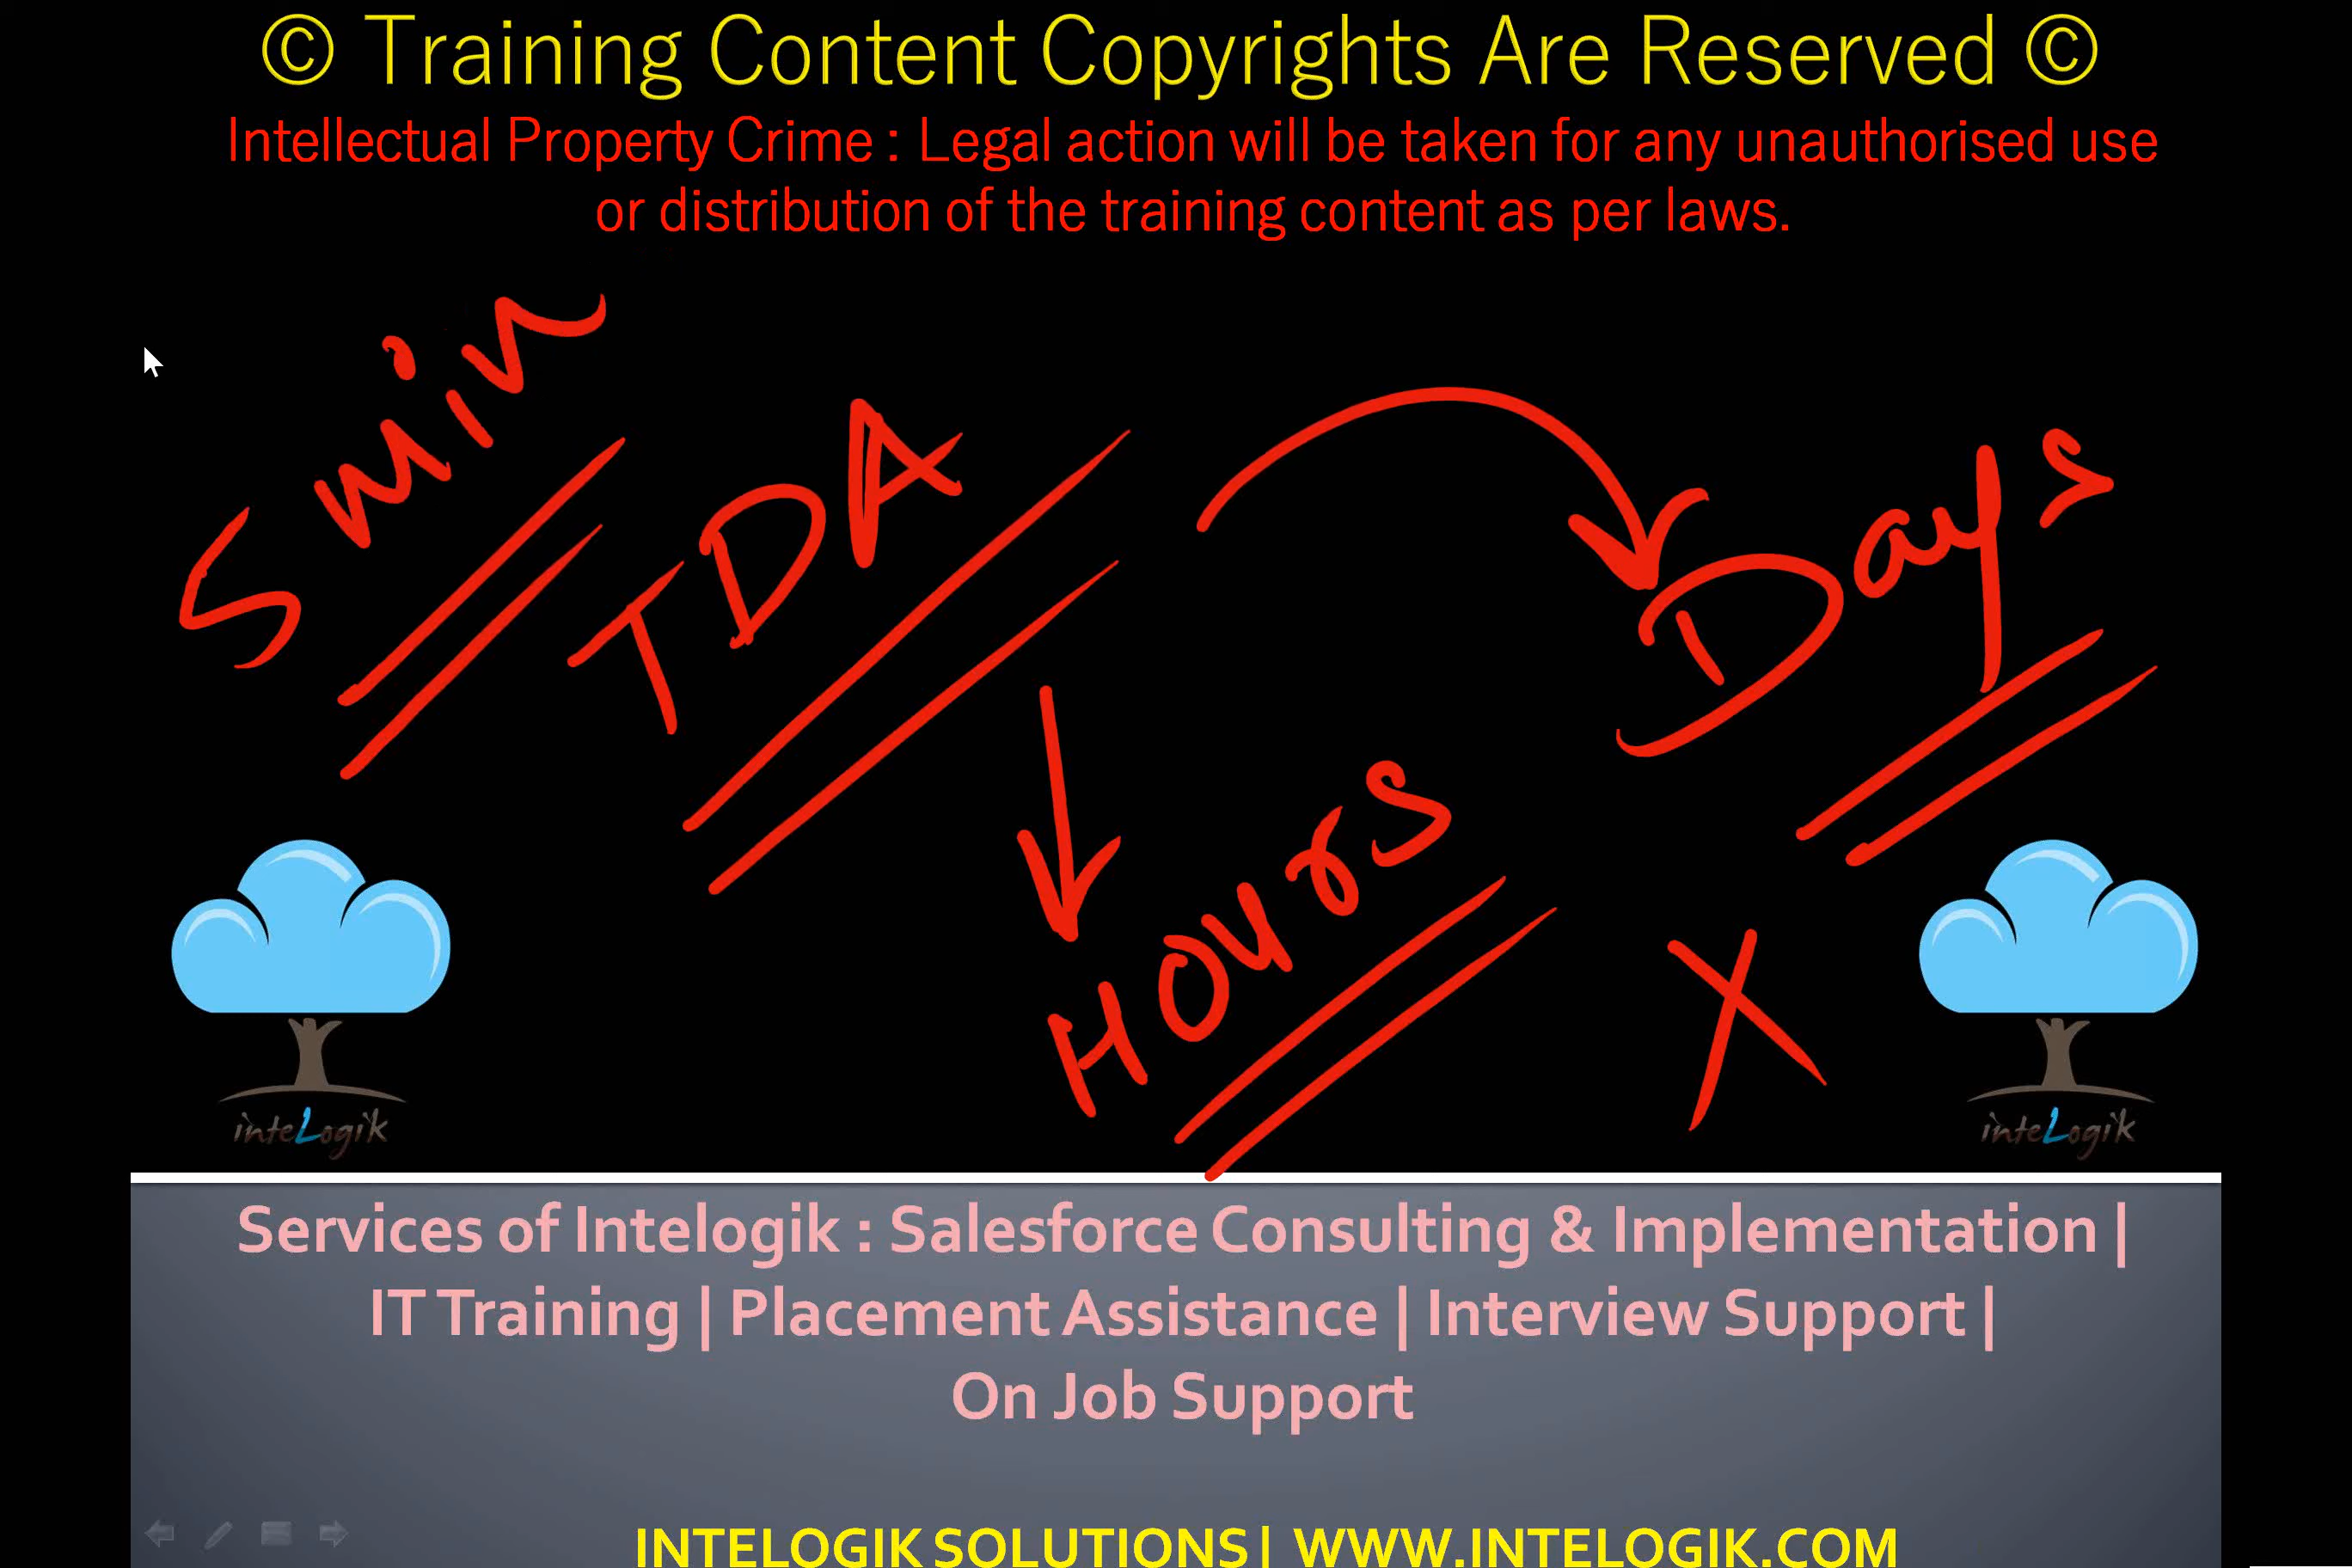 © Training Content Copyrights Are Reserved ©
Intellectual Property Crime : Legal action will be taken for any unauthorised use
or distribution of the training content as per laws.
5 min
TDA
Days
Hours
X
inteLogik
inteLogik
Services of Intelogik : Salesforce Consulting & Implementation |
IT Training | Placement Assistance | Interview Support |
On Job Support
INTELOGIK SOLUTIONS | WWW.INTELOGIK.COM